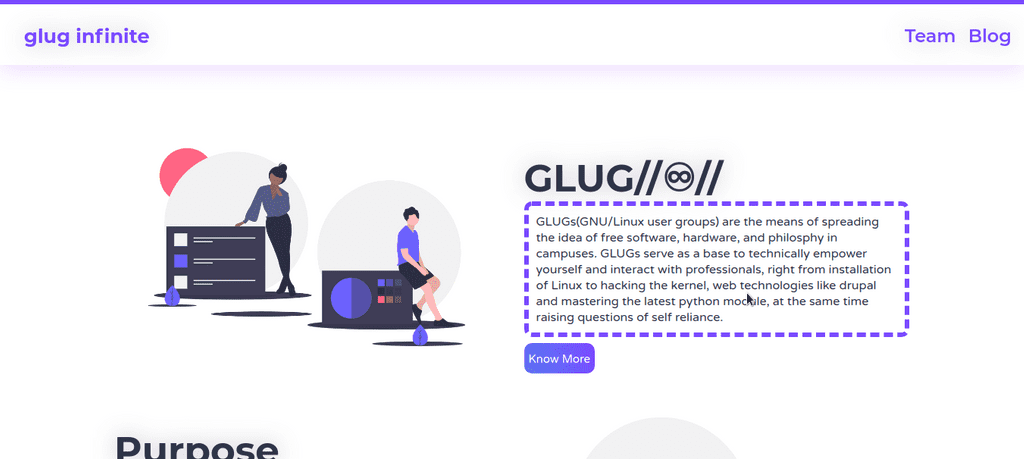 glug infinite
Team Blog
GLUG//♾//
GLUGs(GNU/Linux user groups) are the means of spreading
the idea of free software, hardware, and philosphy in
campuses. GLUGs serve as a base to technically empower
yourself and interact with professionals, right from installation
of Linux to hacking the kernel, web technologies like drupal
and mastering the latest python module, at the same time
raising questions of self reliance.
Know More
Purpose